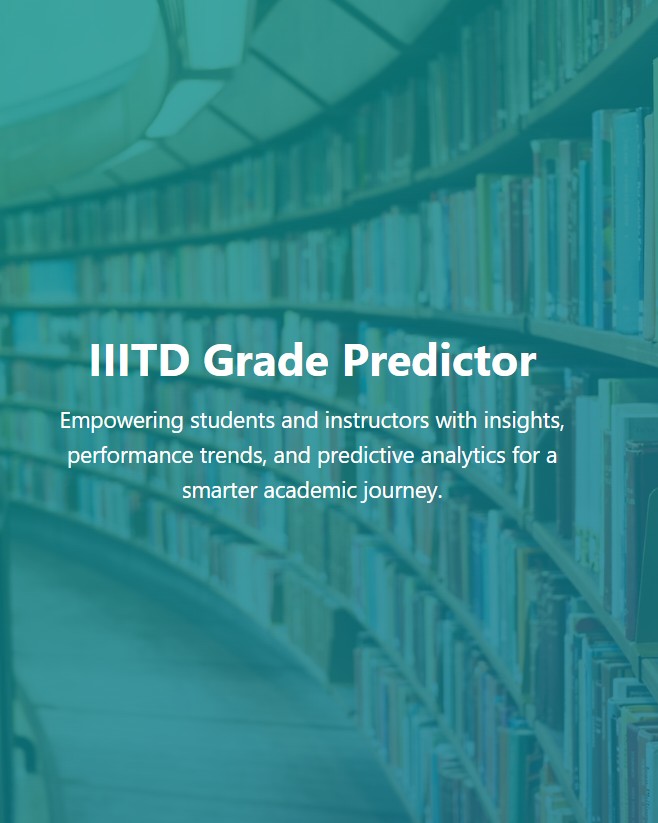 IIITD Grade Predictor
Empowering students and instructors with insights,
performance trends, and predictive analytics for a
smarter academic journey.